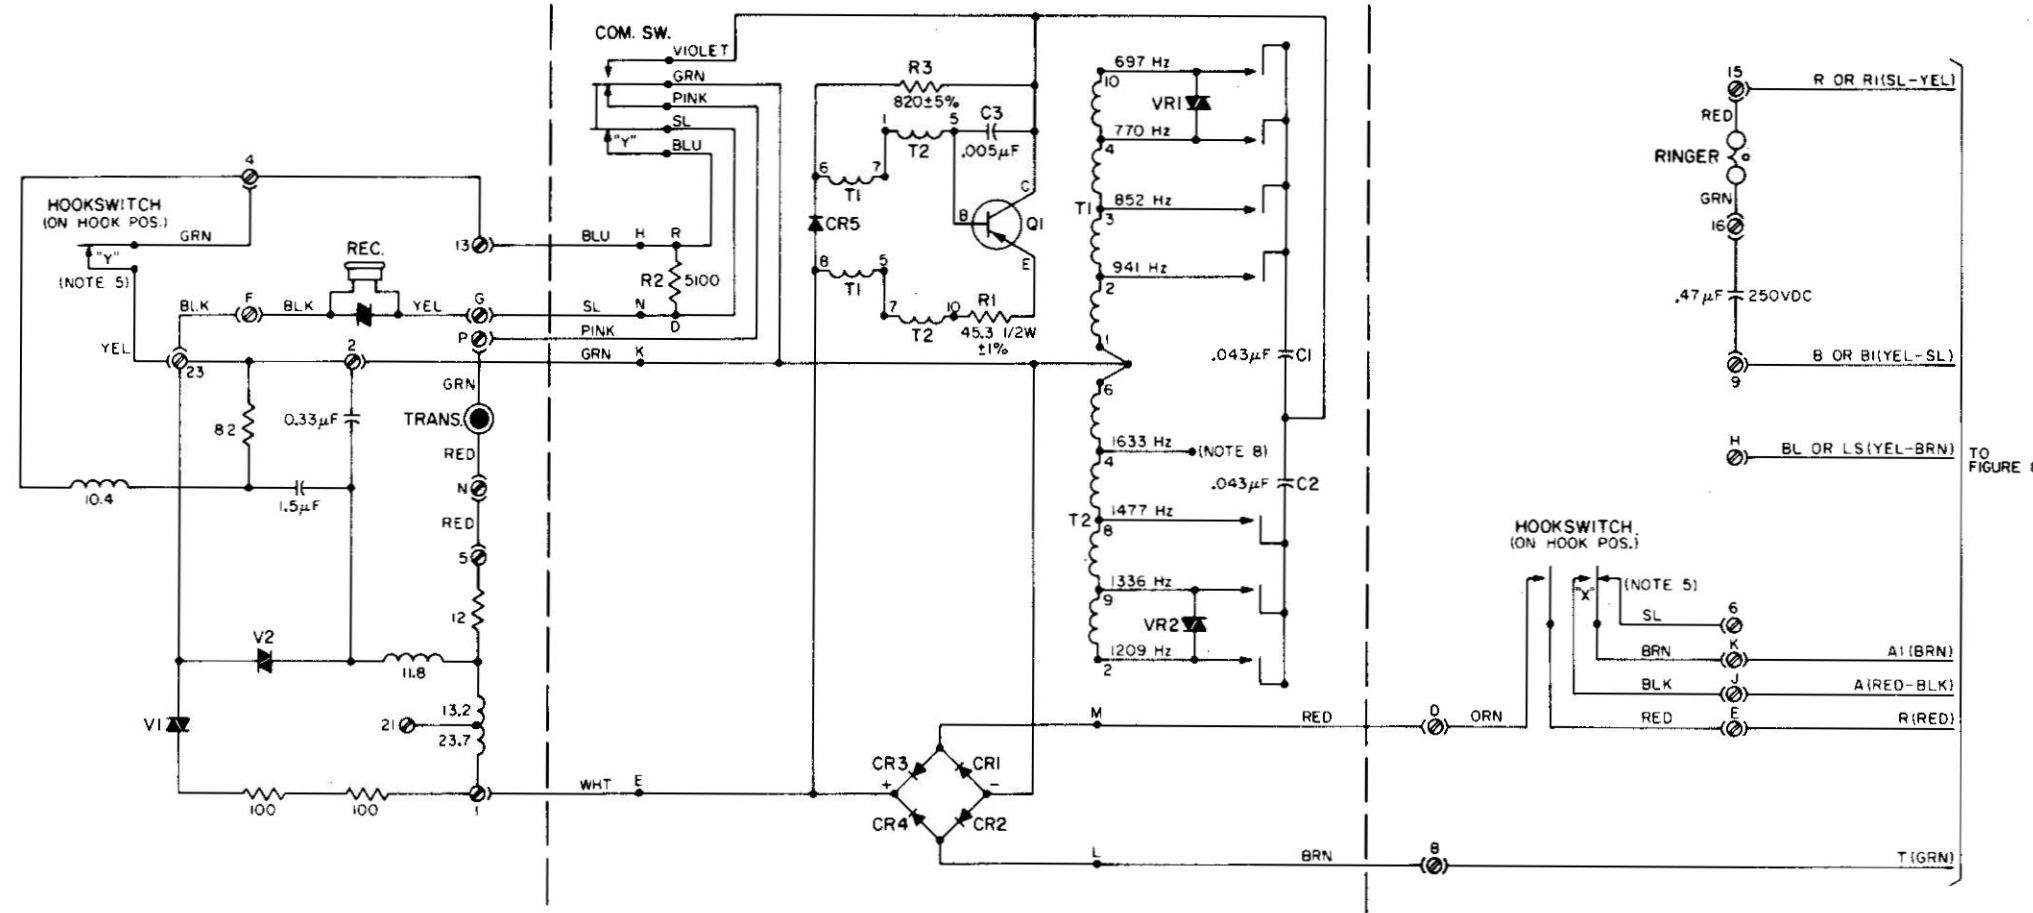 COM. SW.
VIOLET
GRN
PINK
SL
BLU
"Y"
4
HOOKSWITCH
(ON HOOK POS.)
GRN
"Y"
(NOTE 5)
REC.
13
BLU H R
R2 5100
BLK F BLK YEL G
SL N D
P PINK
YEL
23
2
GRN K
GRN
82
0.33µF
TRANS.
RED
N
10.4
1.5µF
RED
5
12
V2
11.8
V1
21
13.2
23.7
100 100
1
WHT E
R3
820±5%
C3
1 5
T2
.005µF
6 7
T1
C
B Q1
CR5
E
8 5
T1
7 10 R1
T2
45.3 1/2W
±1%
697 Hz
10
VR1
770 Hz
4
T1
852 Hz
3
941 Hz
2
1
.043µF C1
6
1633 Hz
(NOTE 8)
4
.043µF C2
T2
1477 Hz
8
1336 Hz
9
VR2
1209 Hz
2
M RED D ORN
CR3 CR1
+ -
CR4 CR2
L BRN 8
T(GRN)
15
R OR R1(SL-YEL)
RED
RINGER
GRN
16
.47µF 250VDC
B OR B1(YEL-SL)
9
H
BL OR LS(YEL-BRN)
TO
FIGURE
HOOKSWITCH
(ON HOOK POS.)
"X"
(NOTE 5)
SL 6
BRN K A1(BRN)
BLK J A(RED-BLK)
RED E R(RED)